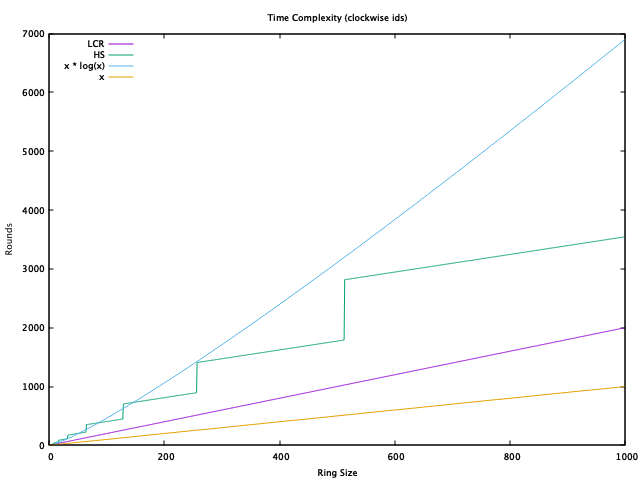 Time Complexity (clockwise ids)
7000
6000
5000
4000
3000
2000
1000
0
Rounds
LCR
HS
x * log(x)
x
0 200 400 600 800 1000
Ring Size